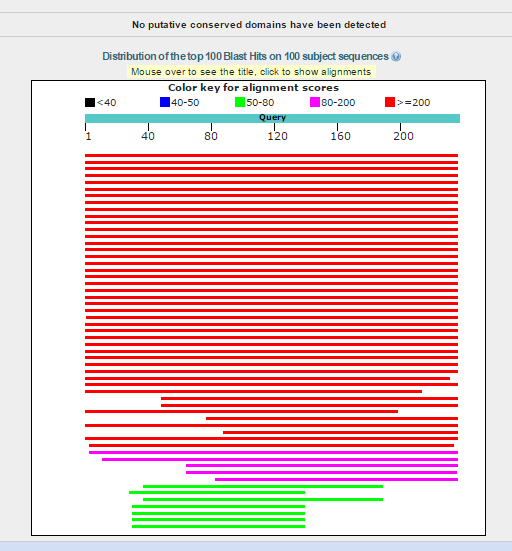 No putative conserved domains have been detected
Distribution of the top 100 Blast Hits on 100 subject sequences
Mouse over to see the title, click to show alignments
Color key for alignment scores
<40 40-50 50-80 80-200 >=200
Query
1 40 80 120 160 200